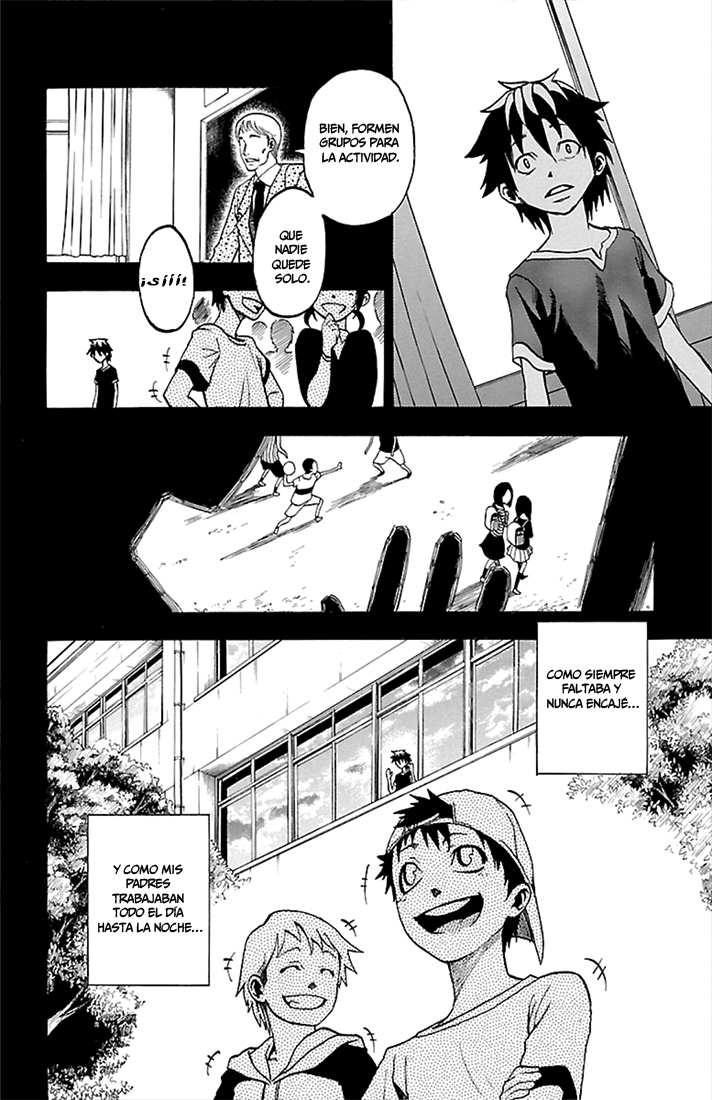 BIEN, FORMEN
GRUPOS PARA
LA
ACTIVIDAD.
QUE
NADIE
QUEDE
SOLO.
¡SÍÍÍ!
COMO SIEMPRE
FALTABA Y
NUNCA ENCAJÉ...
Y COMO MIS
PADRES
TRABAJABAN
TODO EL DÍA
HASTA LA NOCHE...